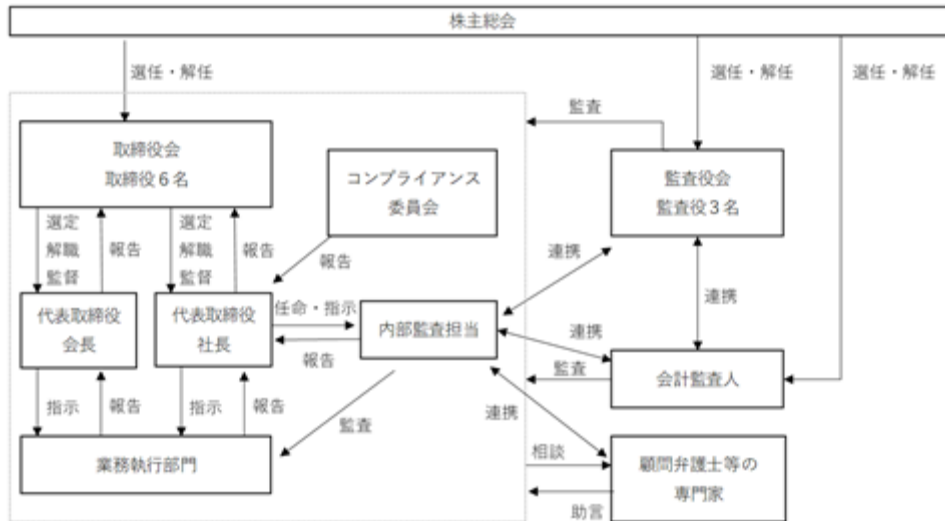 株主総会
選任・解任
選任・解任
選任・解任
監査
取締役会
取締役6名
コンプライアンス
委員会
監査役会
監査役3名
選定
解職
監督
報告
選定
解職
監督
報告
報告
連携
連携
代表取締役
会長
代表取締役
社長
任命・指示
報告
内部監査担当
連携
監査
会計監査人
指示
報告
指示
報告
監査
連携
業務執行部門
相談
助言
顧問弁護士等の
専門家